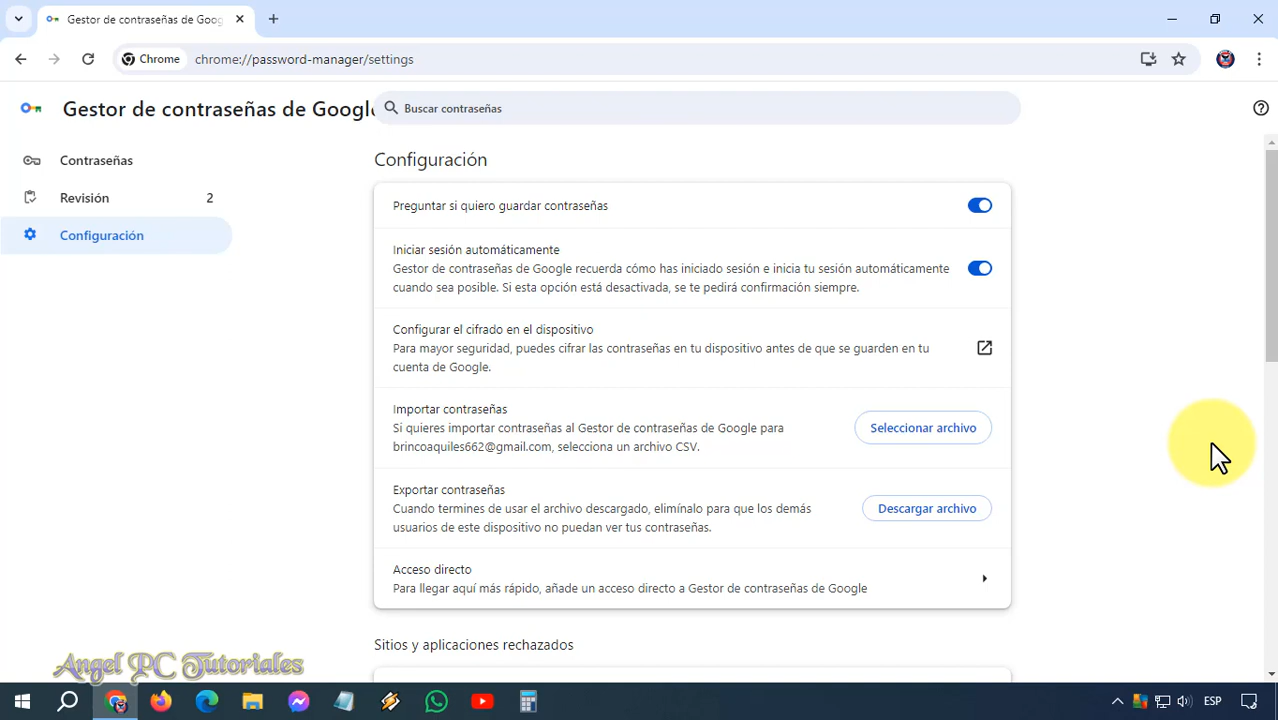 Gestor de contraseñas de Goog
Chrome
chrome://password-manager/settings
Gestor de contraseñas de Google
Buscar contraseñas
Contraseñas
Revisión 2
Configuración
Configuración
Preguntar si quiero guardar contraseñas
Iniciar sesión automáticamente
Gestor de contraseñas de Google recuerda cómo has iniciado sesión e inicia tu sesión automáticamente
cuando sea posible. Si esta opción está desactivada, se te pedirá confirmación siempre.
Configurar el cifrado en el dispositivo
Para mayor seguridad, puedes cifrar las contraseñas en tu dispositivo antes de que se guarden en tu
cuenta de Google.
Importar contraseñas
Si quieres importar contraseñas al Gestor de contraseñas de Google para
brincoaquiles662@gmail.com, selecciona un archivo CSV.
Seleccionar archivo
Exportar contraseñas
Cuando termines de usar el archivo descargado, elimínalo para que los demás
usuarios de este dispositivo no puedan ver tus contraseñas.
Descargar archivo
Acceso directo
Para llegar aquí más rápido, añade un acceso directo a Gestor de contraseñas de Google
Sitios y aplicaciones rechazados
Angel PC Tutoriales
ESP